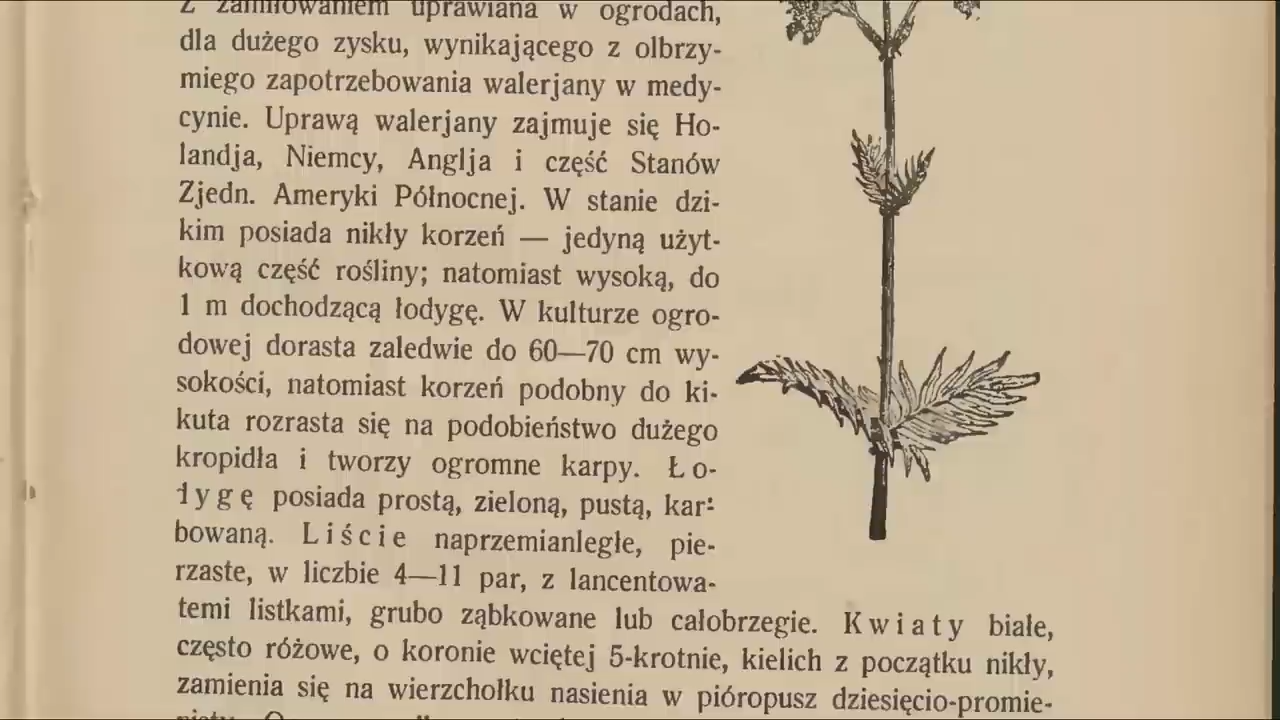 z zamiłowaniem uprawiana w ogrodach,
dla dużego zysku, wynikającego z olbrzy-
miego zapotrzebowania walerjany w medy-
cynie. Uprawą walerjany zajmuje się Ho-
landja, Niemcy, Anglja i część Stanów
Zjedn. Ameryki Północnej. W stanie dzi-
kim posiada nikły korzeń — jedyną użyt-
kową część rośliny; natomiast wysoką, do
1 m dochodzącą łodygę. W kulturze ogro-
dowej dorasta zaledwie do 60—70 cm wy-
sokości, natomiast korzeń podobny do ki-
kuta rozrasta się na podobieństwo dużego
kropidła i tworzy ogromne karpy. Ło-
dygę posiada prostą, zieloną, pustą, kar-
bowaną. Liście naprzemianległe, pie-
rzaste, w liczbie 4—11 par, z lancentowa-
temi listkami, grubo ząbkowane lub całobrzegie. Kwiaty białe,
często różowe, o koronie wciętej 5-krotnie, kielich z początku nikły,
zamienia się na wierzchołku nasienia w pióropusz dziesięcio-promie-